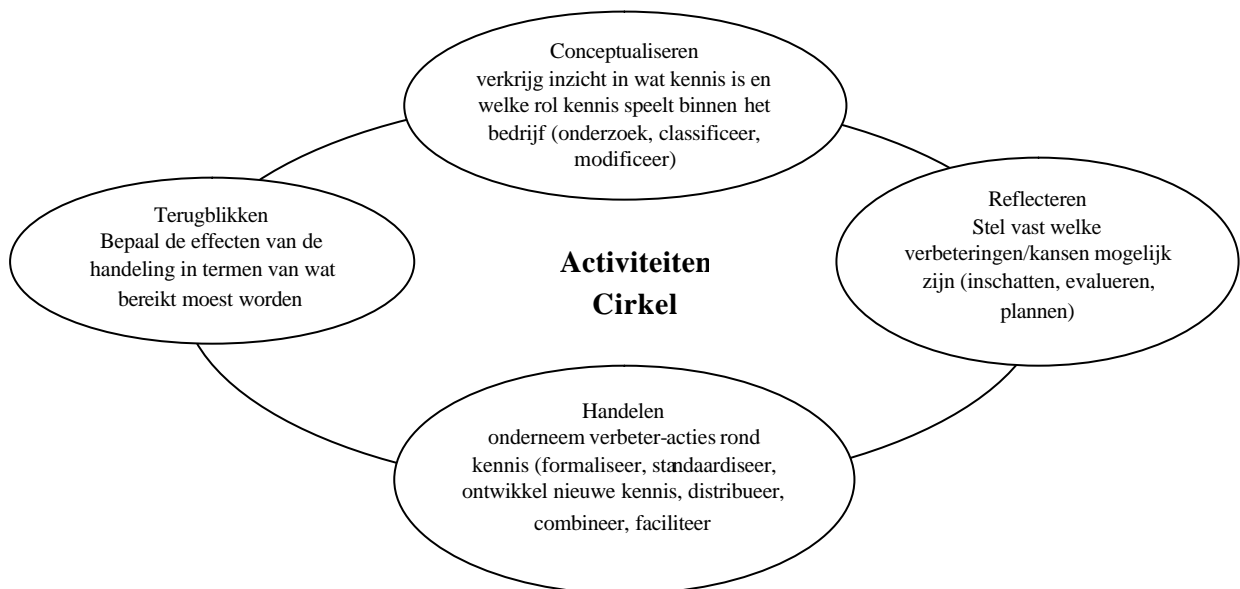 Conceptualiseren
verkrijg inzicht in wat kennis is en
welke rol kennis speelt binnen het
bedrijf (onderzoek, classificeer,
modificeer)
Terugblikken
Bepaal de effecten van de
handeling in termen van wat
bereikt moest worden
Activiteiten
Cirkel
Reflecteren
Stel vast welke
verbeteringen/kansen mogelijk
zijn (inschatten, evalueren,
plannen)
Handelen
onderneem verbeter-acties rond
kennis (formaliseer, standaardiseer,
ontwikkel nieuwe kennis, distribueer,
combineer, faciliteer